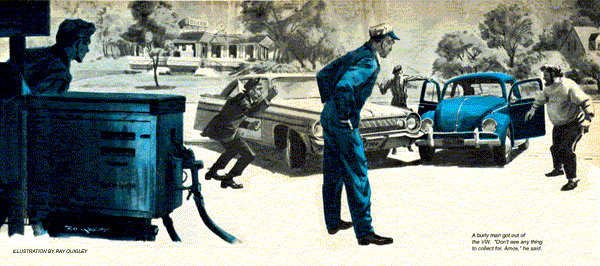 ILLUSTRATION BY RAY QUIGLEY
A burly man got out of
the VW. "Don't see any thing
to collect for, Amos," he said.